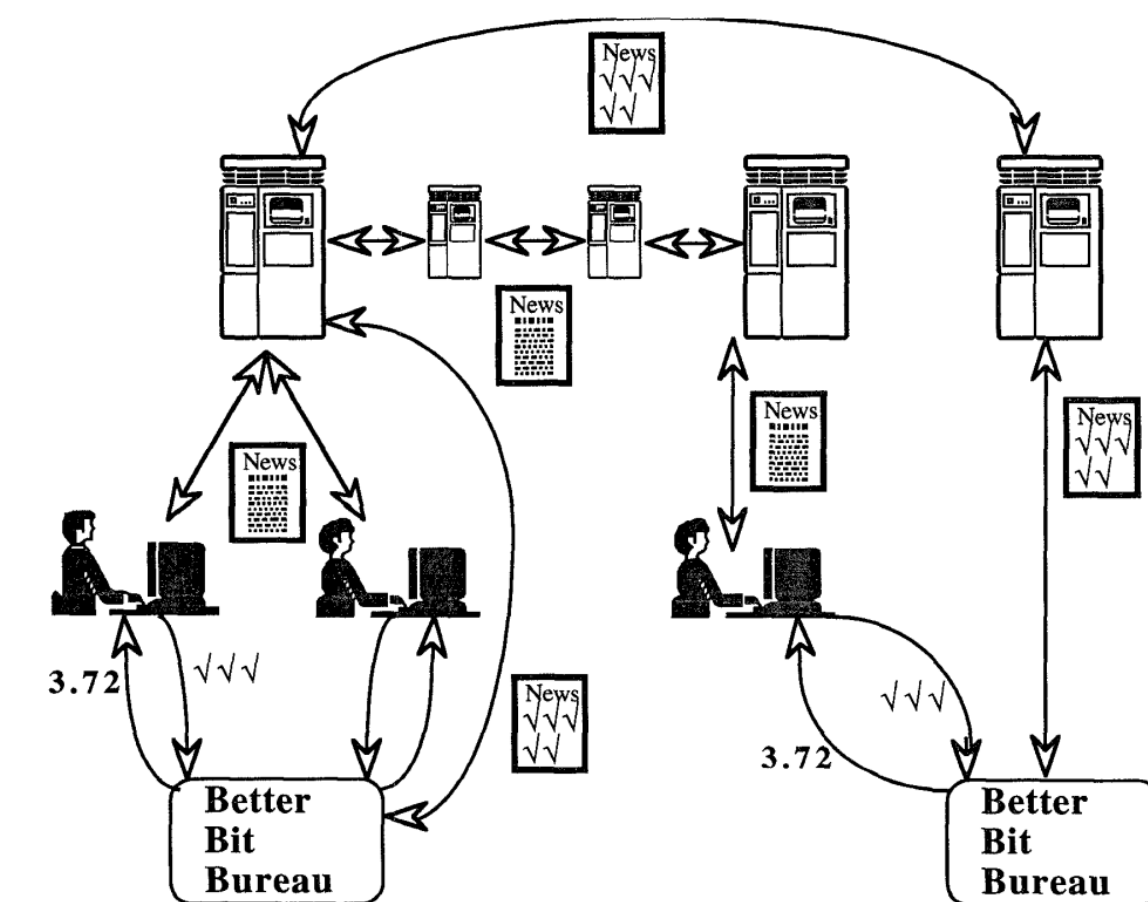 News
√√√
√√
News
News
News
News
√√√
√√
3.72
√√√
News
√√√
√√
√√√
3.72
Better
Bit
Bureau
Better
Bit
Bureau